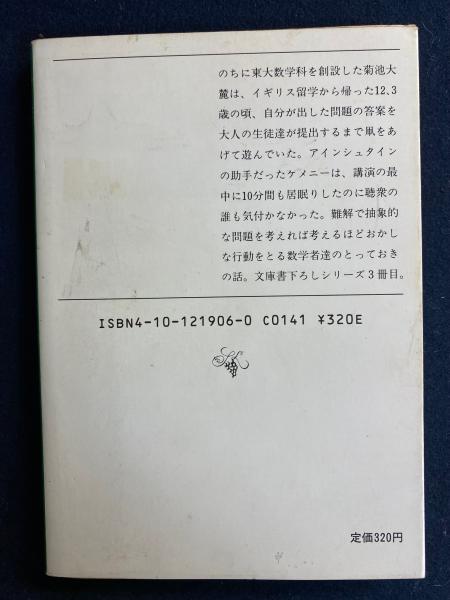 のちに東大数学科を創設した菊池大
麓は、イギリス留学から帰った12、3
歳の頃、自分が出した問題の答案を
大人の生徒達が提出するまで凧をあ
げて遊んでいた。アインシュタイン
の助手だったケメニーは、講演の最
中に10分間も居眠りしたのに聴衆の
誰も気付かなかった。難解で抽象的
な問題を考えれば考えるほどおかし
な行動をとる数学者達のとっておき
の話。文庫書下ろしシリーズ3冊目。
ISBN4-10-121906-0 C0141 ¥320E
定価320円